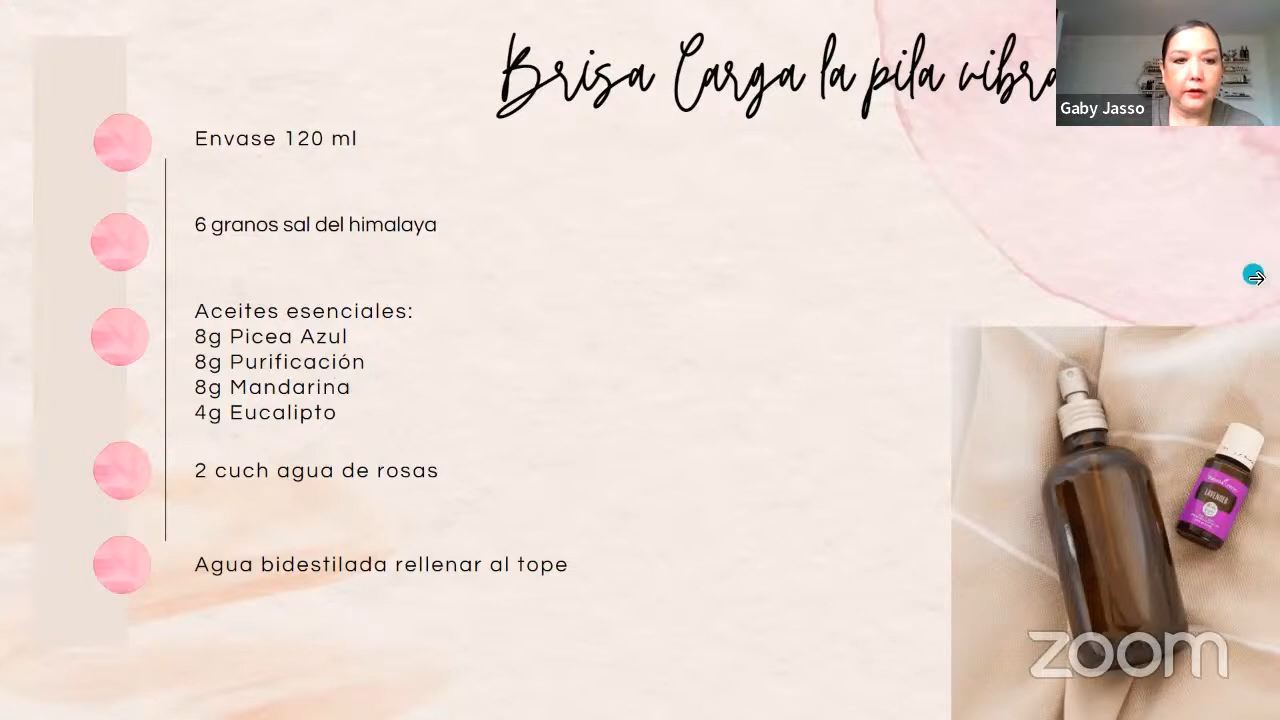 Brisa Carga la pila
Gaby Jasso
Envase 120 ml
6 granos sal del himalaya
Aceites esenciales:
8g Picea Azul
8g Purificación
8g Mandarina
4g Eucalipto
2 cuch agua de rosas
Agua bidestilada rellenar al tope
LAVENDER
zoom